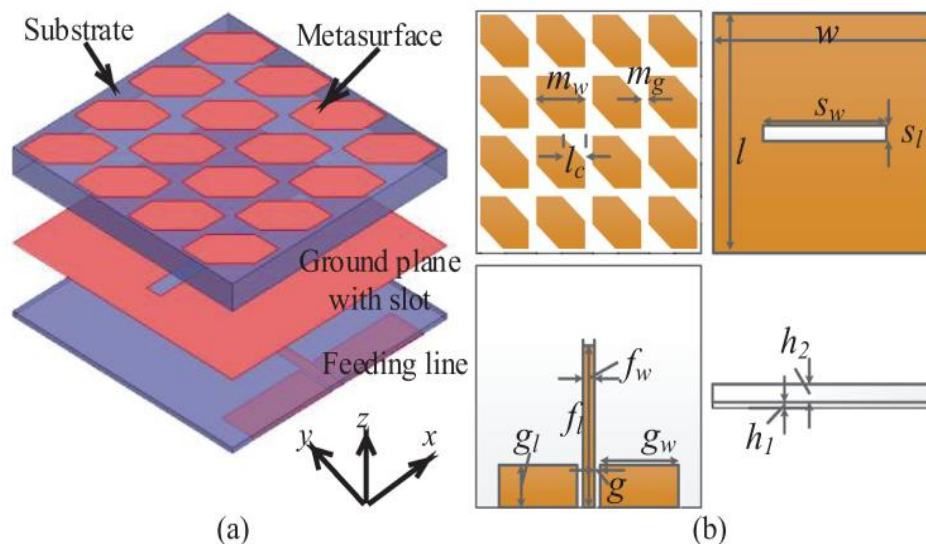 Substrate
Metasurface
Ground plane
with slot
Feeding line
y
z
x
(a)
m_w
m_g
l_c
w
s_w
s_l
l
f_w
f_l
g_l
g_w
g
h_2
h_1
(b)